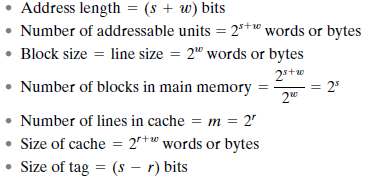 • Address length = (s + w) bits
• Number of addressable units = 2^{s+w} words or bytes
• Block size = line size = 2^w words or bytes
• Number of blocks in main memory = \frac{2^{s+w}}{2^w} = 2^s
• Number of lines in cache = m = 2^r
• Size of cache = 2^{r+w} words or bytes
• Size of tag = (s − r) bits